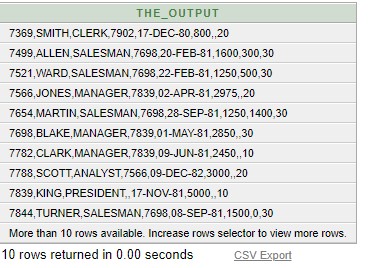 THE_OUTPUT
7369,SMITH,CLERK,7902,17-DEC-80,800,,20
7499,ALLEN,SALESMAN,7698,20-FEB-81,1600,300,30
7521,WARD,SALESMAN,7698,22-FEB-81,1250,500,30
7566,JONES,MANAGER,7839,02-APR-81,2975,,20
7654,MARTIN,SALESMAN,7698,28-SEP-81,1250,1400,30
7698,BLAKE,MANAGER,7839,01-MAY-81,2850,,30
7782,CLARK,MANAGER,7839,09-JUN-81,2450,,10
7788,SCOTT,ANALYST,7566,09-DEC-82,3000,,20
7839,KING,PRESIDENT,,17-NOV-81,5000,,10
7844,TURNER,SALESMAN,7698,08-SEP-81,1500,0,30
More than 10 rows available. Increase rows selector to view more rows.
10 rows returned in 0.00 seconds CSV Export